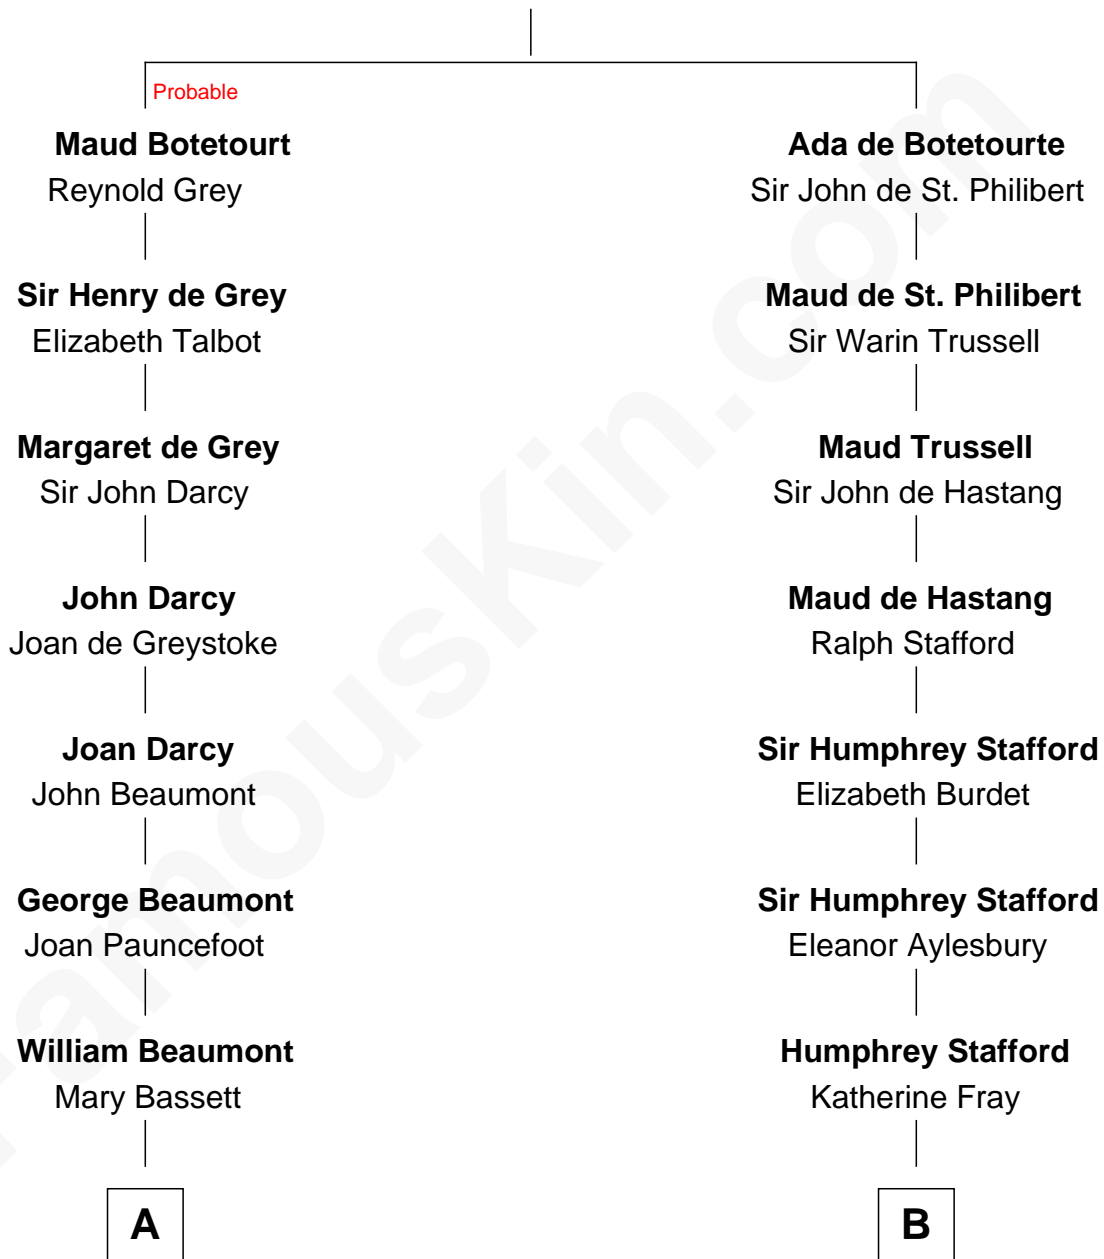 Probable
Maud Botetourt
Reynold Grey
Sir Henry de Grey
Elizabeth Talbot
Margaret de Grey
Sir John Darcy
John Darcy
Joan de Greystoke
Joan Darcy
John Beaumont
George Beaumont
Joan Pauncefoot
William Beaumont
Mary Bassett
A
Ada de Botetourte
Sir John de St. Philibert
Maud de St. Philibert
Sir Warin Trussell
Maud Trussell
Sir John de Hastang
Maud de Hastang
Ralph Stafford
Sir Humphrey Stafford
Elizabeth Burdet
Sir Humphrey Stafford
Eleanor Aylesbury
Humphrey Stafford
Katherine Fray
B
FamousKin.com